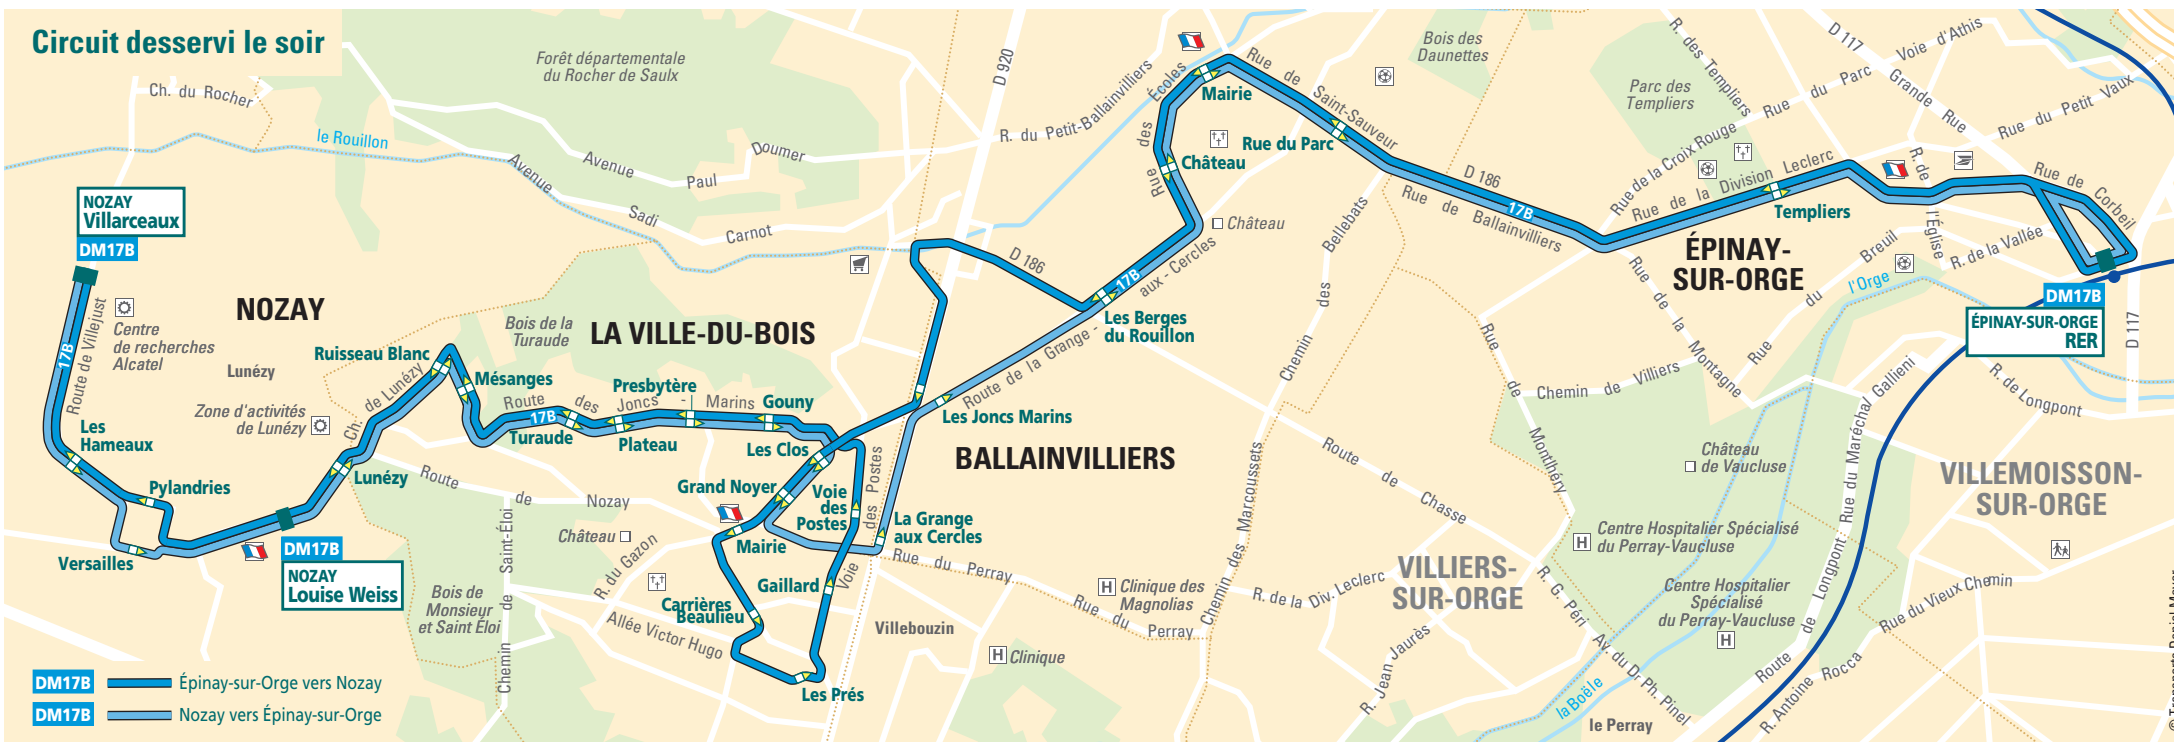 Circuit desservi le soir
Forêt départementale
du Rocher de Saulx
Ch. du Rocher
le Rouillon
Avenue
Sadi
Carnot
Avenue
Paul
Doumer
D 920
R. du Petit-Ballainvilliers
Rue des Écoles
Mairie
Château
Rue du Parc
Rue de Saint-Sauveur
Bois des
Daunettes
Parc des
Templiers
R. des Templiers
D 117
Voie d'Athis
Grande Rue
Rue du Parc
Rue du Petit Vaux
Rue de la Croix Rouge
Rue de la Division Leclerc
R. de l'Église
Rue de Corbeil
D 186
17B
Rue de Ballainvilliers
Templiers
ÉPINAY-
SUR-ORGE
Rue du Breuil
R. de la Vallée
l'Orge
DM17B
ÉPINAY-SUR-ORGE
RER
D 117
R. de Longpont
NOZAY
Villarceaux
DM17B
17B
Route de Villejust
Centre
de recherches
Alcatel
NOZAY
Lunézy
Zone d'activités
de Lunézy
Les
Hameaux
Pylandries
Versailles
DM17B
NOZAY
Louise Weiss
Lunézy
Ch. de Lunézy
Ruisseau Blanc
Mésanges
Bois de la
Turaude
LA VILLE-DU-BOIS
Route des Joncs - Marins
17B
Turaude
Plateau
Presbytère
Gouny
Les Clos
Grand Noyer
Mairie
Voie
des
Postes
Gaillard
Carrières
Beaulieu
Les Prés
Voie des Postes
La Grange
aux Cercles
Les Joncs Marins
Route de la Grange - aux - Cercles
Les Berges
du Rouillon
17B
D 186
Château
BALLAINVILLIERS
Route de Nozay
Château
R. du Gazon
Allée Victor Hugo
Chemin de Saint-Éloi
Bois de
Monsieur
et Saint Éloi
Villebouzin
Rue du Perray
Rue du Perray
H Clinique
H Clinique des
Magnolias
Chemin des Marcoussets
Chemin des Bellebats
Route de Chasse
R. de la Div. Leclerc
R. Jean Jaurès
VILLIERS-
SUR-ORGE
Rue de Montlhéry
Chemin de Villiers
Rue de la Montagne
Château
de Vaucluse
H Centre Hospitalier Spécialisé
du Perray-Vaucluse
Centre Hospitalier
Spécialisé
du Perray-Vaucluse
H
R. G. Péri
Av. du Dr Ph. Pinel
la Boële
le Perray
Route de Longpont
Rue du Maréchal Gallieni
R. Antoine Rocca
Rue du Vieux Chemin
VILLEMOISSON-
SUR-ORGE
DM17B Épinay-sur-Orge vers Nozay
DM17B Nozay vers Épinay-sur-Orge